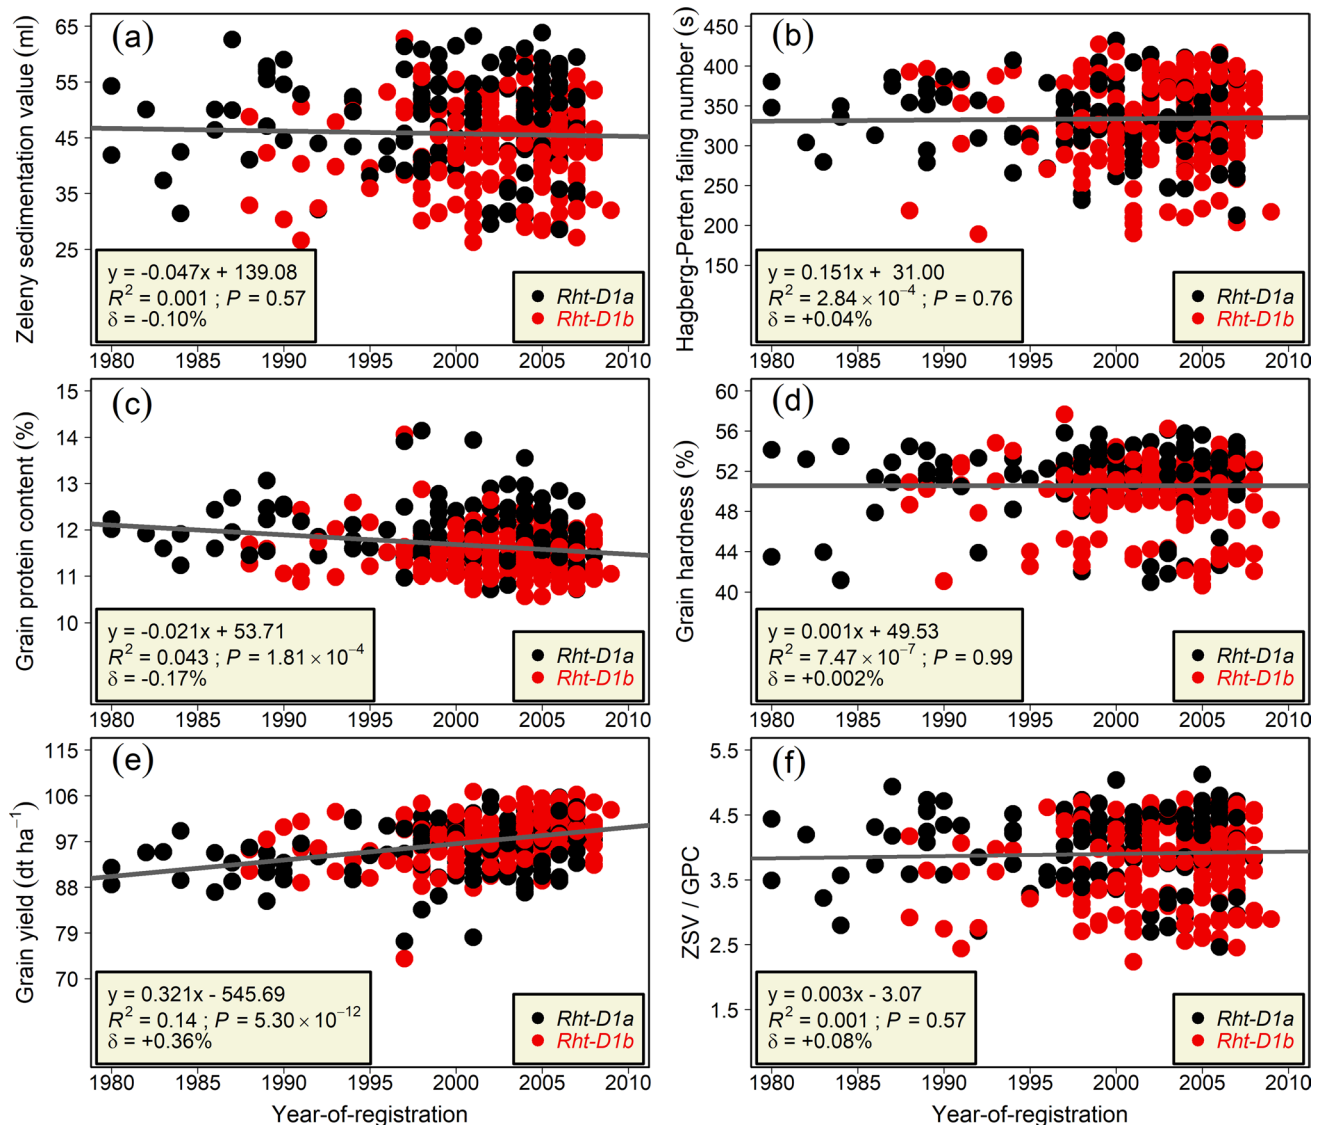 (a)
Zeleny sedimentation value (ml)
65
55
45
35
25
y = -0.047x + 139.08
R² = 0.001 ; P = 0.57
δ = -0.10%
Rht-D1a
Rht-D1b
1980 1985 1990 1995 2000 2005 2010
(b)
Hagberg-Perten faling number (s)
450
400
350
300
250
200
150
y = 0.151x + 31.00
R² = 2.84 × 10⁻⁴ ; P = 0.76
δ = +0.04%
Rht-D1a
Rht-D1b
1980 1985 1990 1995 2000 2005 2010
(c)
Grain protein content (%)
15
14
13
12
11
10
y = -0.021x + 53.71
R² = 0.043 ; P = 1.81 × 10⁻⁴
δ = -0.17%
Rht-D1a
Rht-D1b
1980 1985 1990 1995 2000 2005 2010
(d)
Grain hardness (%)
60
56
52
48
44
40
y = 0.001x + 49.53
R² = 7.47 × 10⁻⁷ ; P = 0.99
δ = +0.002%
Rht-D1a
Rht-D1b
1980 1985 1990 1995 2000 2005 2010
(e)
Grain yield (dt ha⁻¹)
115
106
97
88
79
70
y = 0.321x - 545.69
R² = 0.14 ; P = 5.30 × 10⁻¹²
δ = +0.36%
Rht-D1a
Rht-D1b
1980 1985 1990 1995 2000 2005 2010
Year-of-registration
(f)
ZSV / GPC
5.5
4.5
3.5
2.5
1.5
y = 0.003x - 3.07
R² = 0.001 ; P = 0.57
δ = +0.08%
Rht-D1a
Rht-D1b
1980 1985 1990 1995 2000 2005 2010
Year-of-registration